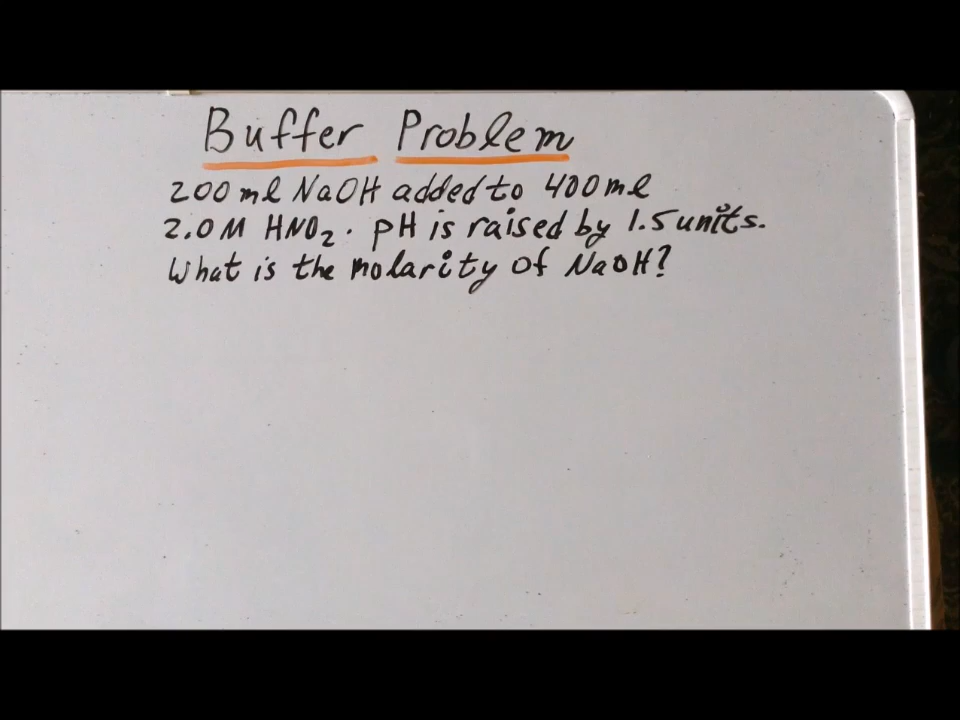 Buffer Problem
200 ml NaOH added to 400 ml
2.0 M HNO₂. pH is raised by 1.5 units.
What is the molarity of NaOH?